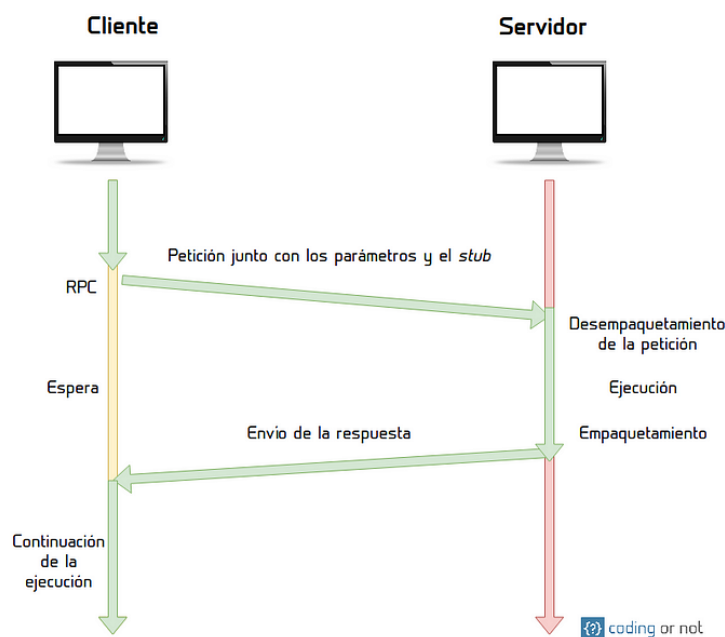 Cliente
Servidor
Petición junto con los parámetros y el stub
RPC
Desempaquetamiento
de la petición
Espera
Ejecución
Envio de la respuesta
Empaquetamiento
Continuación
de la
ejecución
{?} coding or not